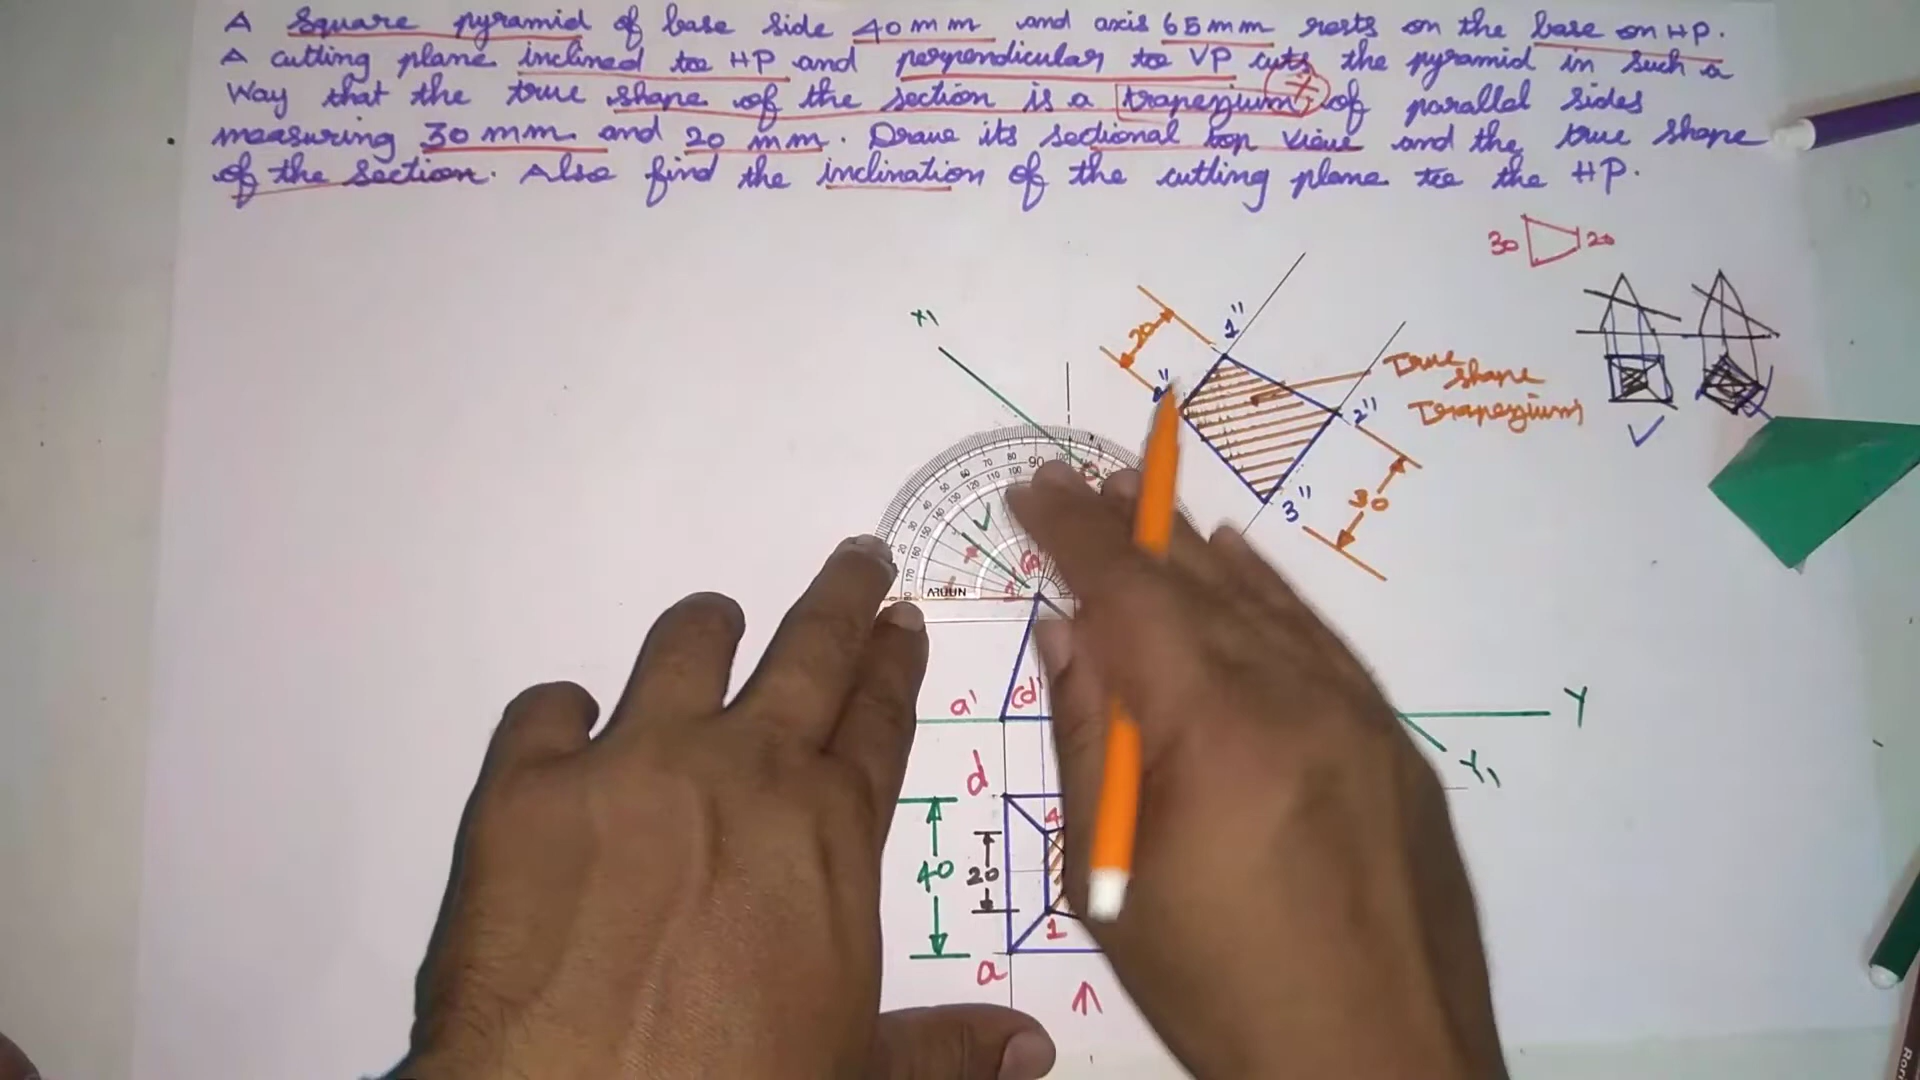 A square pyramid of base side 40mm and axis 65mm rests on the base on HP.
A cutting plane inclined to HP and perpendicular to VP cuts the pyramid in such a
way that the true shape of the section is a trapezium of parallel sides
measuring 30mm and 20 mm. Draw its sectional top view and the true shape
of the section. Also find the inclination of the cutting plane to the HP.
30 20
X1
20
1"
True
shape
Trapezium
2"
3"
30
90
ARUUN
a' (d'
Y
Y1
d
4
40
20
1
a